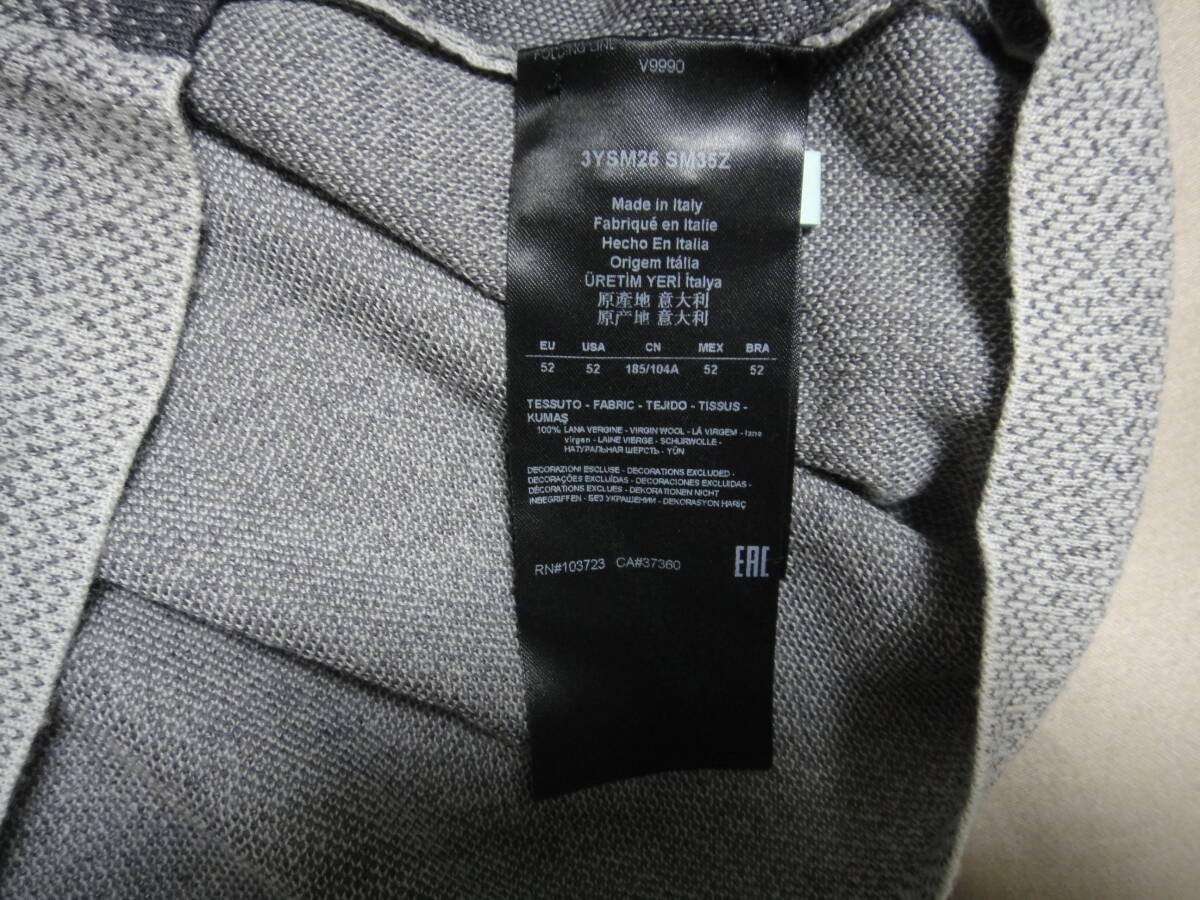 FOLDING LINE
V9990
3YSM26 SM35Z
Made in Italy
Fabriqué en Italie
Hecho En Italia
Origem Itália
ÜRETİM YERİ İtalya
原產地 意大利
原产地 意大利
EU USA CN MEX BRA
52 52 185/104A 52 52
TESSUTO - FABRIC - TEJIDO - TISSUS -
KUMAŞ
100% LANA VERGINE - VIRGIN WOOL - LÃ VIRGEM - lana
virgen - LAINE VIERGE - SCHURWOLLE -
НАТУРАЛЬНАЯ ШЕРСТЬ - YÜN
DECORAZIONI ESCLUSE - DECORATIONS EXCLUDED -
DECORAÇÕES EXCLUÍDAS - DECORACIONES EXCLUIDAS -
DÉCORATIONS EXCLUES - DEKORATIONEN NICHT
INBEGRIFFEN - БЕЗ УКРАШЕНИИ - DEKORASYON HARİÇ
RN#103723 CA#37360 EAC